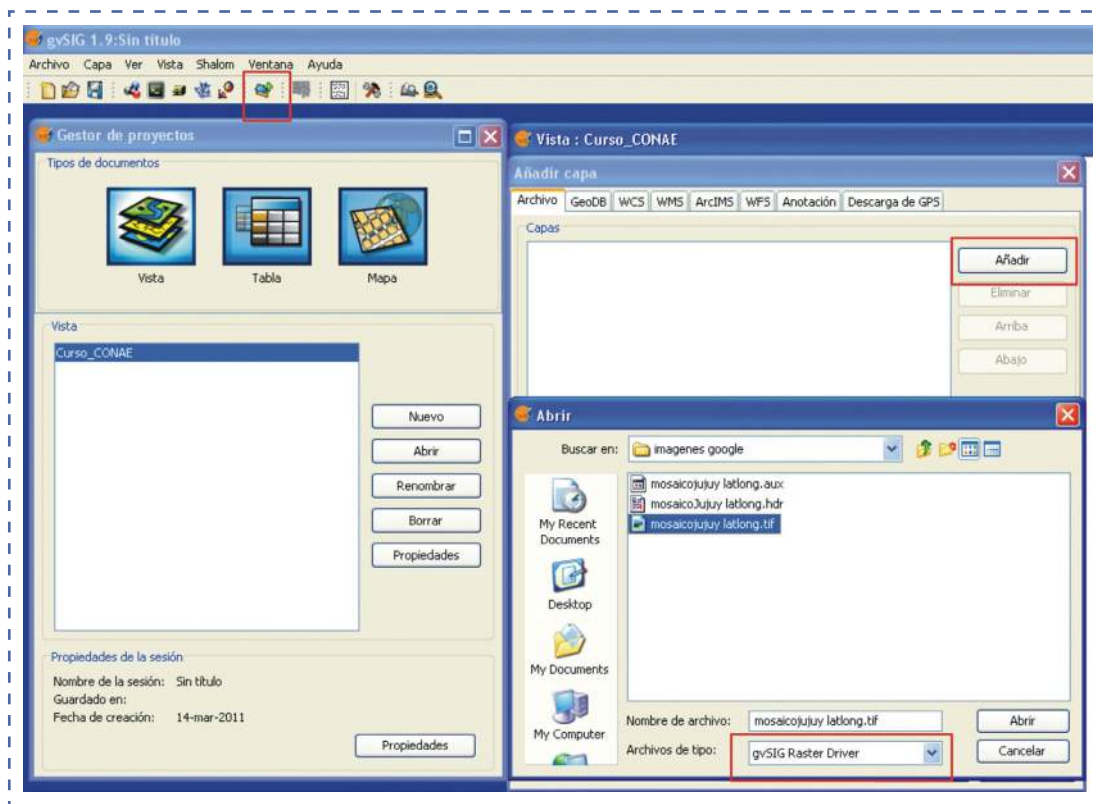 gvSIG 1.9:Sin título
Archivo Capa Ver Vista Shalom Ventana Ayuda
Gestor de proyectos
Tipos de documentos
Vista Tabla Mapa
Vista
Curso_CONAE
Nuevo
Abrir
Renombrar
Borrar
Propiedades
Propiedades de la sesión
Nombre de la sesión: Sin título
Guardado en:
Fecha de creación: 14-mar-2011
Propiedades
Vista : Curso_CONAE
Añadir capa
Archivo GeoDB WCS WMS ArcIMS WFS Anotación Descarga de GPS
Capas
Añadir
Eliminar
Arriba
Abajo
Abrir
Buscar en: imagenes google
mosaicojujuy latlong.aux
mosaicoJujuy latlong.hdr
mosaicojujuy latlong.tif
My Recent
Documents
Desktop
My Documents
My Computer
Nombre de archivo: mosaicojujuy latlong.tif Abrir
Archivos de tipo: gvSIG Raster Driver Cancelar